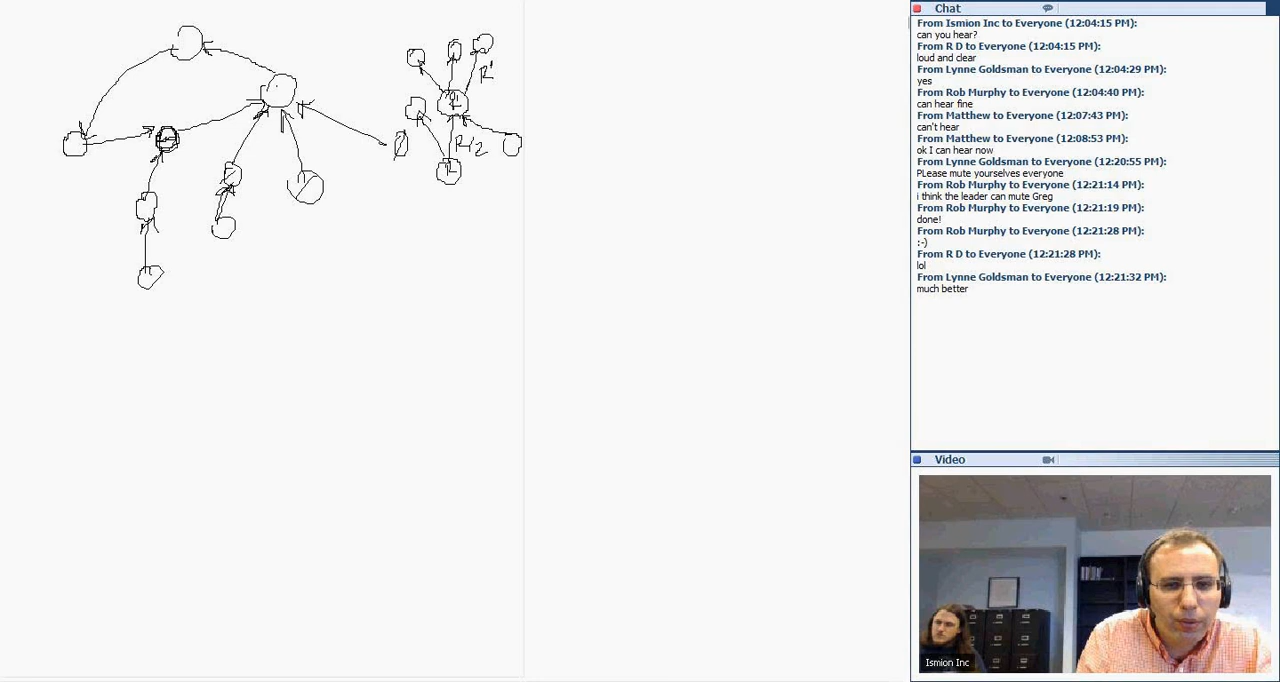 R'
R/2
Chat
From Ismion Inc to Everyone (12:04:15 PM):
can you hear?
From R D to Everyone (12:04:15 PM):
loud and clear
From Lynne Goldsman to Everyone (12:04:29 PM):
yes
From Rob Murphy to Everyone (12:04:40 PM):
can hear fine
From Matthew to Everyone (12:07:43 PM):
can't hear
From Matthew to Everyone (12:08:53 PM):
ok I can hear now
From Lynne Goldsman to Everyone (12:20:55 PM):
PLease mute yourselves everyone
From Rob Murphy to Everyone (12:21:14 PM):
i think the leader can mute Greg
From Rob Murphy to Everyone (12:21:19 PM):
done!
From Rob Murphy to Everyone (12:21:28 PM):
:-)
From R D to Everyone (12:21:28 PM):
lol
From Lynne Goldsman to Everyone (12:21:32 PM):
much better
Video
Ismion Inc